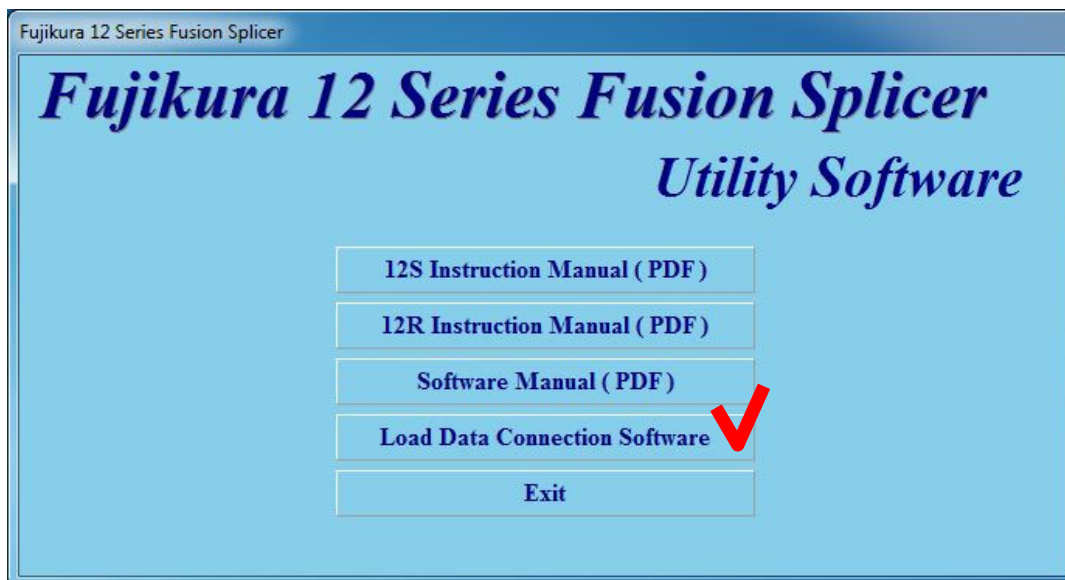 Fujikura 12 Series Fusion Splicer
Fujikura 12 Series Fusion Splicer
Utility Software
12S Instruction Manual ( PDF )
12R Instruction Manual ( PDF )
Software Manual ( PDF )
Load Data Connection Software
Exit